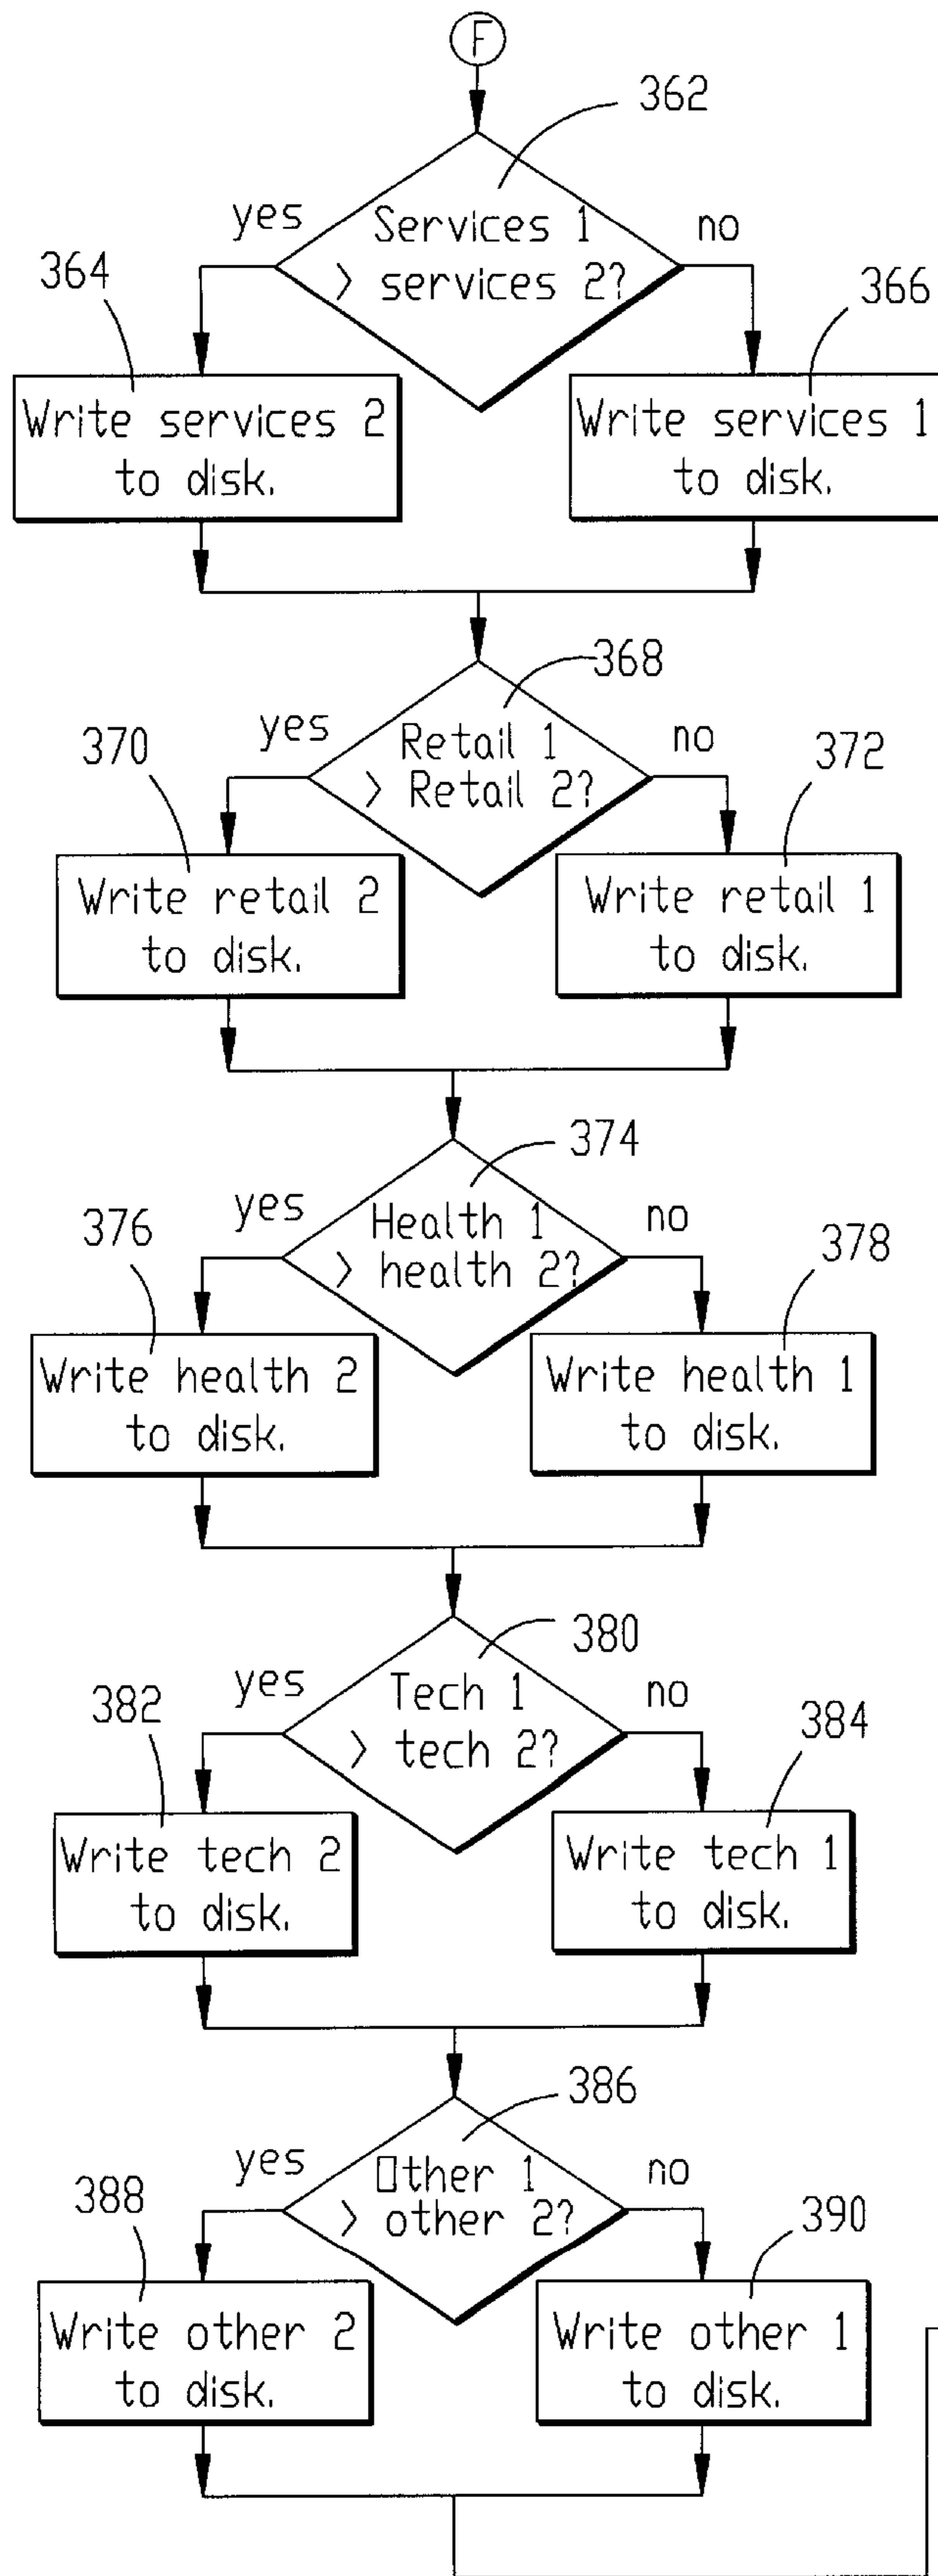 F
362
yes
Services 1
> services 2?
no
364
366
Write services 2
to disk.
Write services 1
to disk.
368
yes
Retail 1
> Retail 2?
no
370
372
Write retail 2
to disk.
Write retail 1
to disk.
374
yes
Health 1
> health 2?
no
376
378
Write health 2
to disk.
Write health 1
to disk.
380
yes
Tech 1
> tech 2?
no
382
384
Write tech 2
to disk.
Write tech 1
to disk.
386
yes
Other 1
> other 2?
no
388
390
Write other 2
to disk.
Write other 1
to disk.